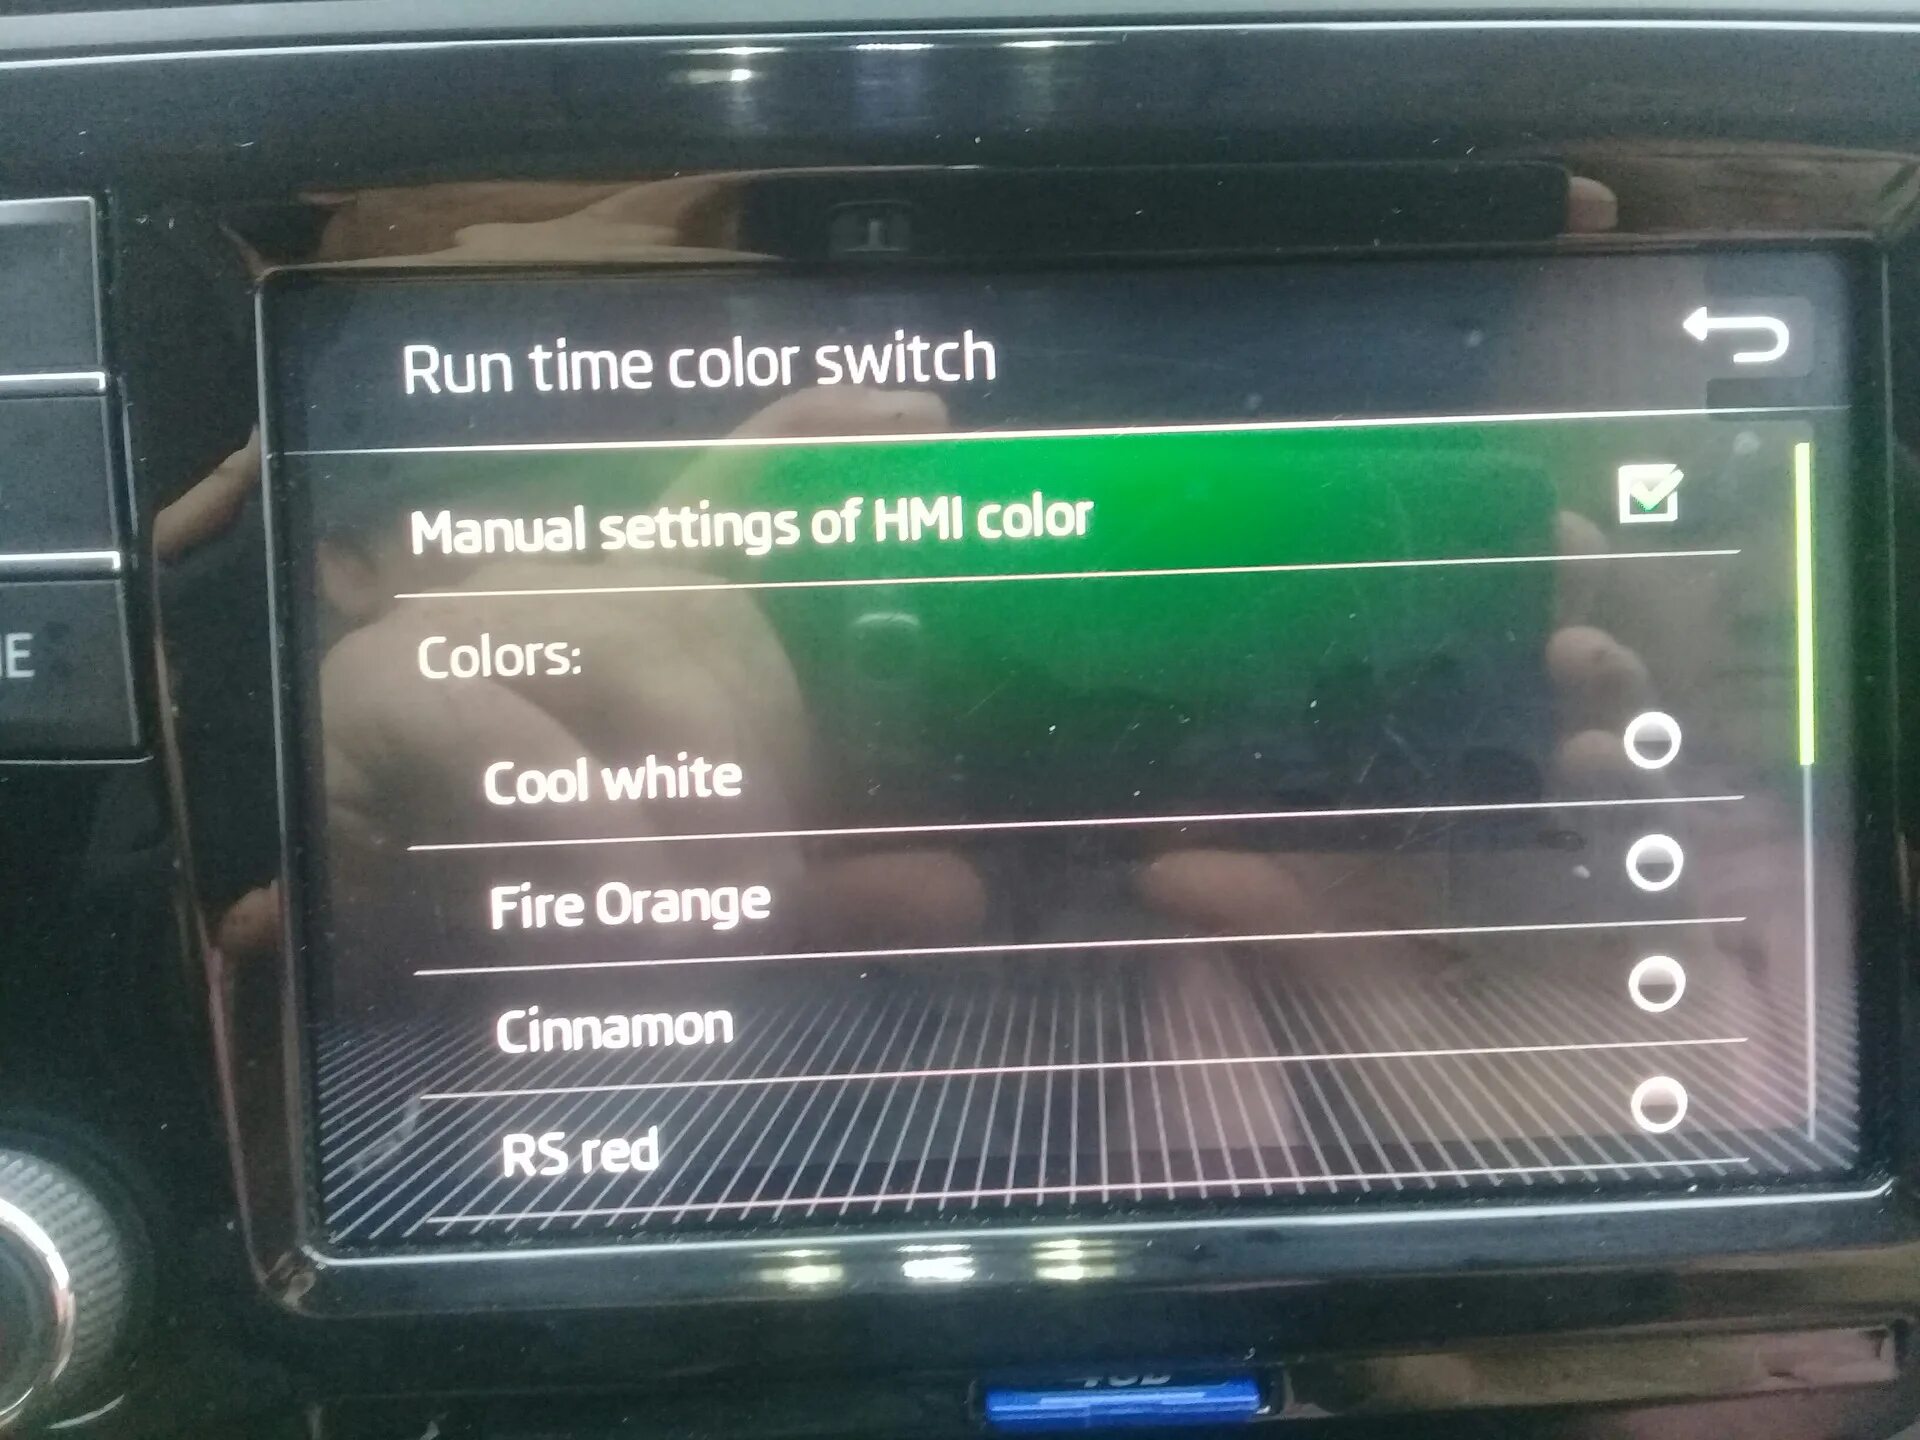 Run time color switch
Manual settings of HMI color
Colors:
Cool white
Fire Orange
Cinnamon
RS red